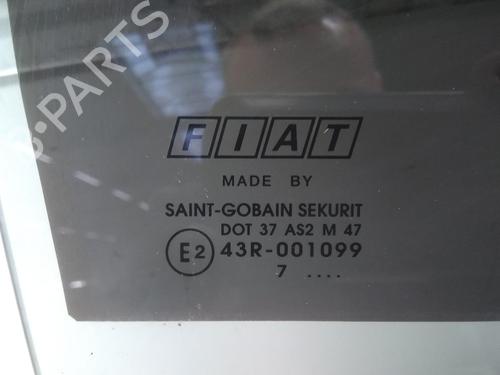 B-PARTS
FIAT
MADE BY
SAINT-GOBAIN SEKURIT
DOT 37 AS2 M 47
E2 43R-001099
7 ....